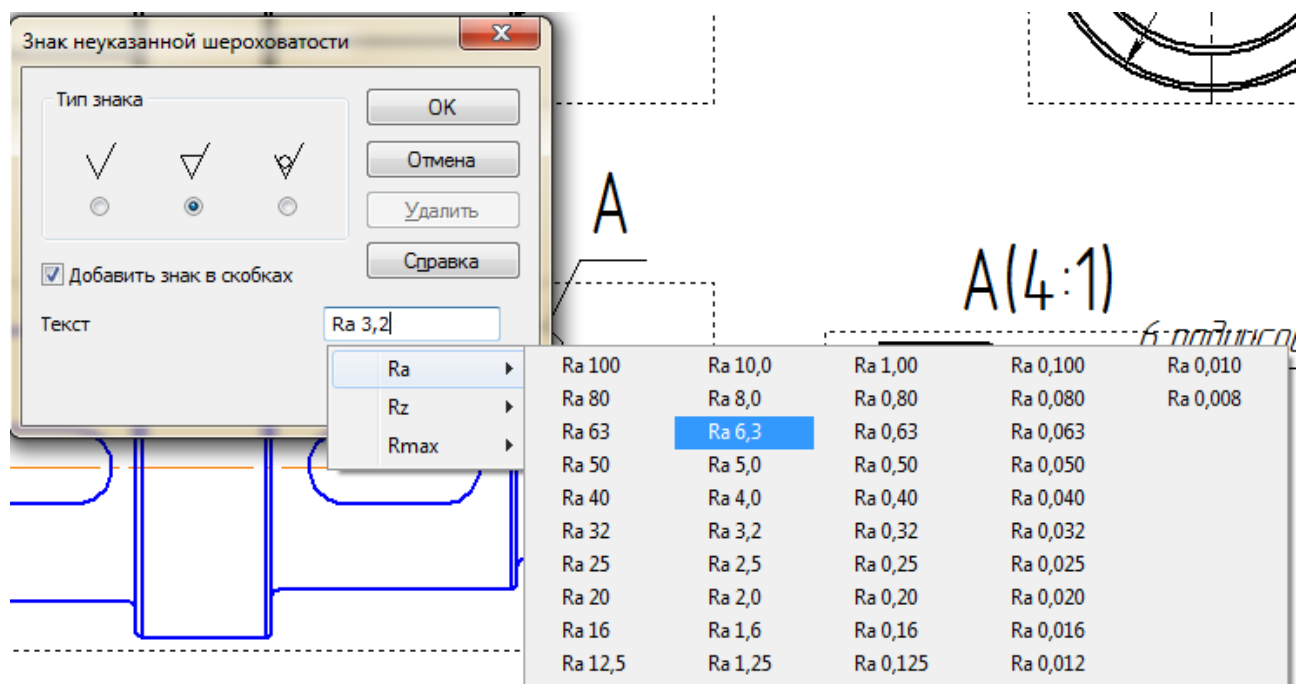 Знак неуказанной шероховатости
Тип знака
OK
Отмена
Удалить
Справка
Добавить знак в скобках
Текст
Ra 3,2
Ra
Rz
Rmax
Ra 100 Ra 10,0 Ra 1,00 Ra 0,100 Ra 0,010
Ra 80 Ra 8,0 Ra 0,80 Ra 0,080 Ra 0,008
Ra 63 Ra 6,3 Ra 0,63 Ra 0,063
Ra 50 Ra 5,0 Ra 0,50 Ra 0,050
Ra 40 Ra 4,0 Ra 0,40 Ra 0,040
Ra 32 Ra 3,2 Ra 0,32 Ra 0,032
Ra 25 Ra 2,5 Ra 0,25 Ra 0,025
Ra 20 Ra 2,0 Ra 0,20 Ra 0,020
Ra 16 Ra 1,6 Ra 0,16 Ra 0,016
Ra 12,5 Ra 1,25 Ra 0,125 Ra 0,012
А
А(4:1)